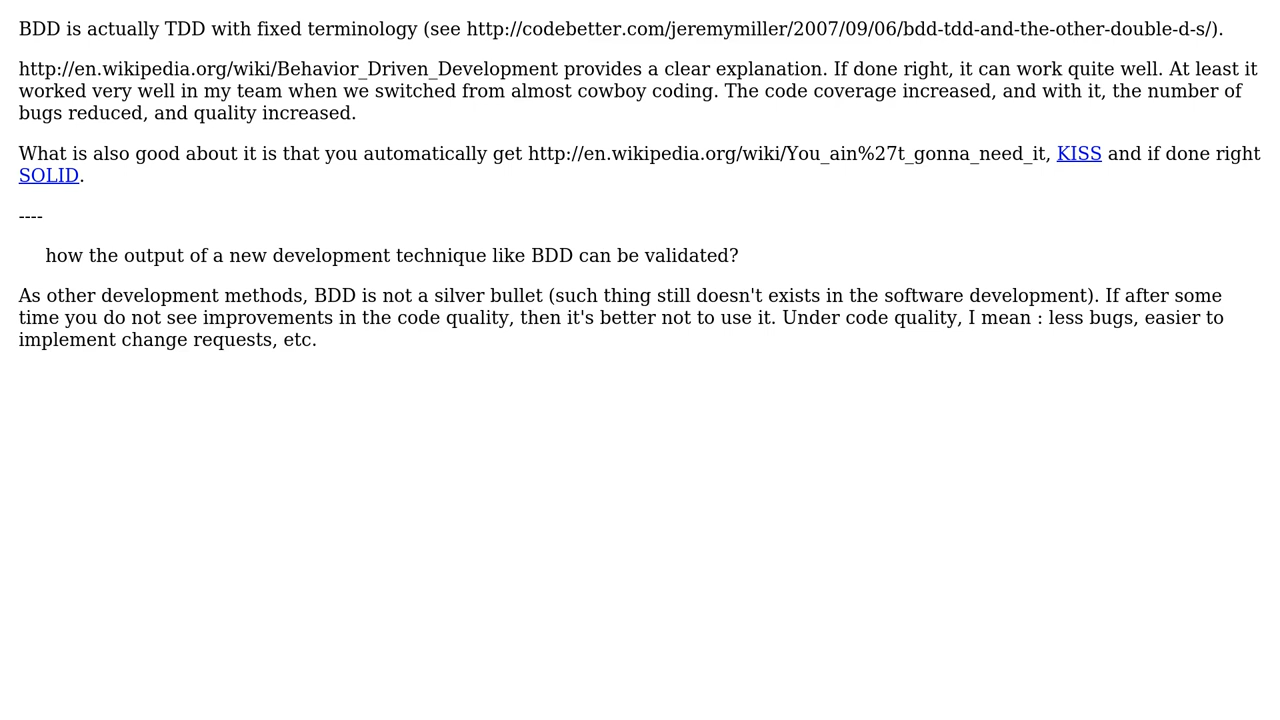 BDD is actually TDD with fixed terminology (see http://codebetter.com/jeremymiller/2007/09/06/bdd-tdd-and-the-other-double-d-s/).
http://en.wikipedia.org/wiki/Behavior_Driven_Development provides a clear explanation. If done right, it can work quite well. At least it
worked very well in my team when we switched from almost cowboy coding. The code coverage increased, and with it, the number of
bugs reduced, and quality increased.
What is also good about it is that you automatically get http://en.wikipedia.org/wiki/You_ain%27t_gonna_need_it, KISS and if done right
SOLID.
----
how the output of a new development technique like BDD can be validated?
As other development methods, BDD is not a silver bullet (such thing still doesn't exists in the software development). If after some
time you do not see improvements in the code quality, then it's better not to use it. Under code quality, I mean : less bugs, easier to
implement change requests, etc.